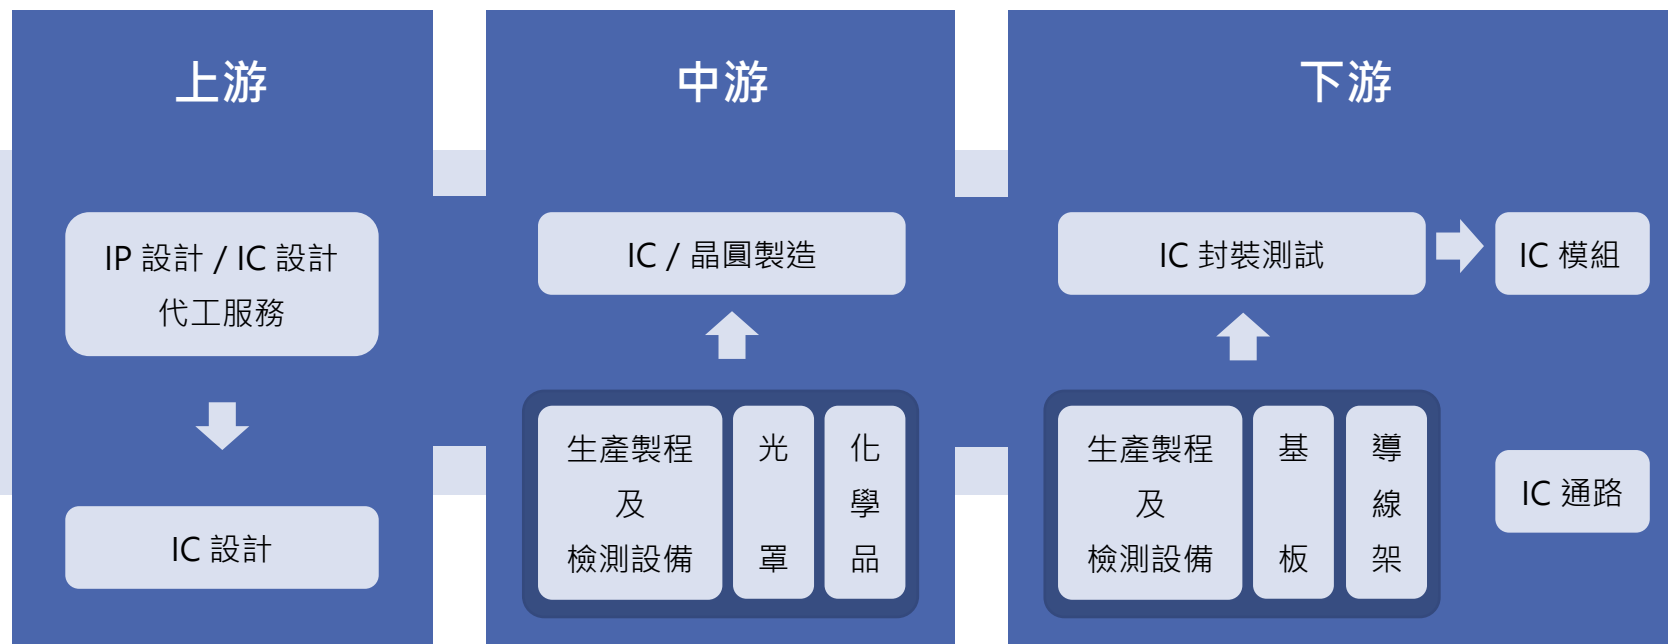 上游
IP 設計 / IC 設計
代工服務
IC 設計
中游
IC / 晶圓製造
生產製程
及
檢測設備
光罩
化學品
下游
IC 封裝測試
IC 模組
生產製程
及
檢測設備
基板
導線架
IC 通路